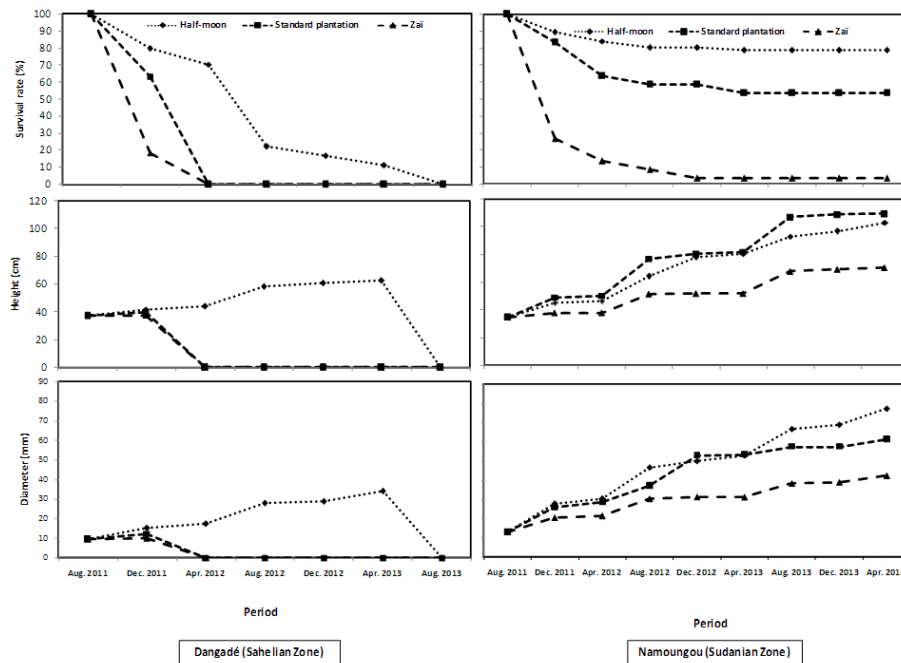 Half-moon
Standard plantation
Zaï
Survival rate (%)
100
90
80
70
60
50
40
30
20
10
0
Height (cm)
120
100
80
60
40
20
0
Diameter (mm)
90
80
70
60
50
40
30
20
10
0
Aug. 2011 Dec. 2011 Apr. 2012 Aug. 2012 Dec. 2012 Apr. 2013 Aug. 2013
Period
Dangadé (Sahelian Zone)
Half-moon
Standard plantation
Zaï
Aug. 2011 Dec. 2011 Apr. 2012 Aug. 2012 Dec. 2012 Apr. 2013 Aug. 2013 Dec. 2013 Apr. 2014
Period
Namoungou (Sudanian Zone)